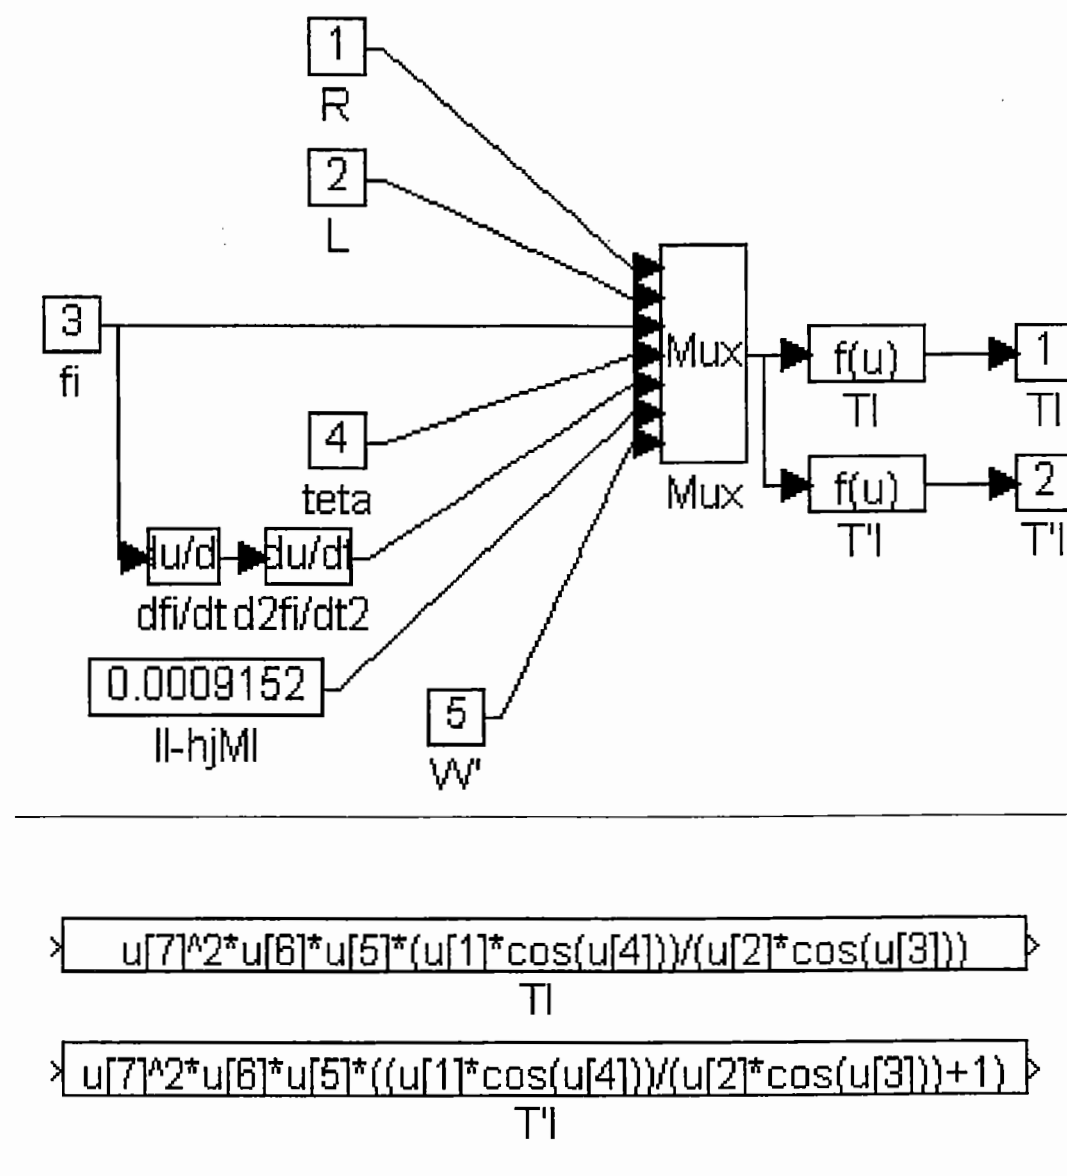 1
R
2
L
3
fi
Mux
f(u)
1
Tl
Tl
4
teta
Mux
f(u)
2
T'l
T'l
du/dt
dfi/dt d2fi/dt2
0.0009152
Il-hjMl
5
W'
u[7]^2*u[6]*u[5]*(u[1]*cos(u[4]))/(u[2]*cos(u[3]))
Tl
u[7]^2*u[6]*u[5]*((u[1]*cos(u[4]))/(u[2]*cos(u[3]))+1)
T'l